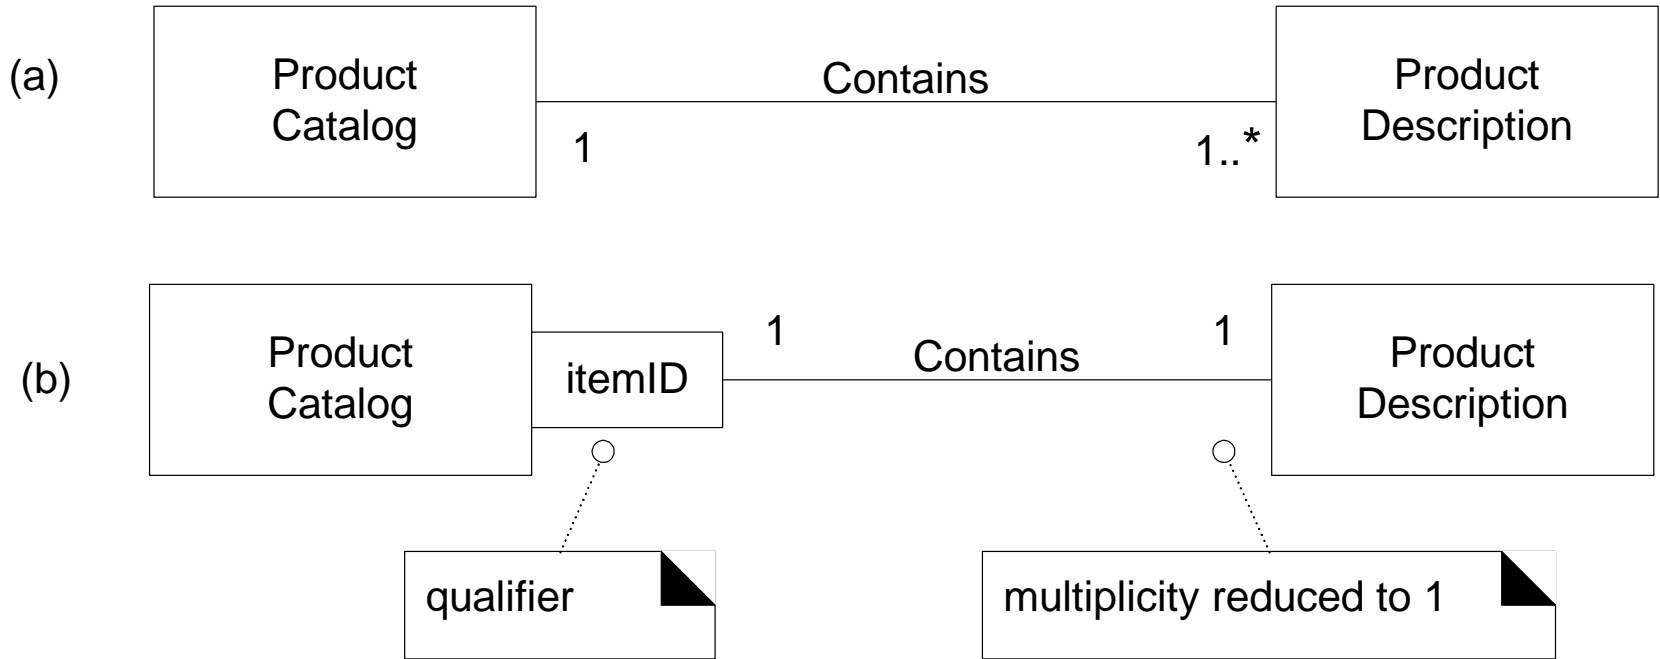 (a)
Product
Catalog
Contains
1
1..*
Product
Description
(b)
Product
Catalog
itemID
1
Contains
1
Product
Description
qualifier
multiplicity reduced to 1